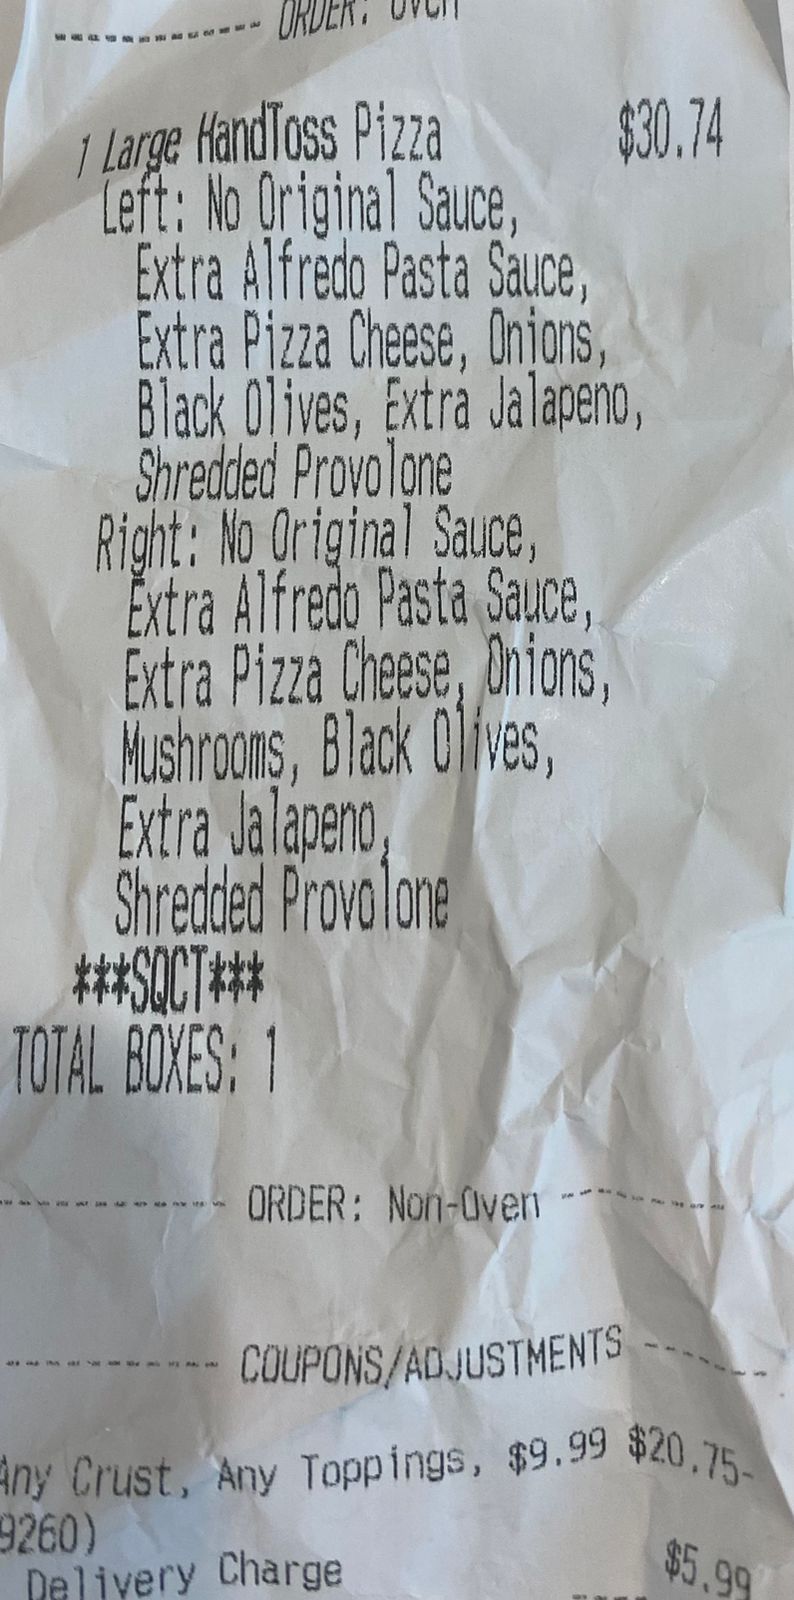 ------------- ORDER: Oven
1 Large HandToss Pizza $30.74
Left: No Original Sauce,
Extra Alfredo Pasta Sauce,
Extra Pizza Cheese, Onions,
Black Olives, Extra Jalapeno,
Shredded Provolone
Right: No Original Sauce,
Extra Alfredo Pasta Sauce,
Extra Pizza Cheese, Onions,
Mushrooms, Black Olives,
Extra Jalapeno,
Shredded Provolone
***SQCT***
TOTAL BOXES: 1
------------- ORDER: Non-Oven -------------
------------- COUPONS/ADJUSTMENTS ---------
Any Crust, Any Toppings, $9.99 $20.75-
9260)
Delivery Charge $5.99